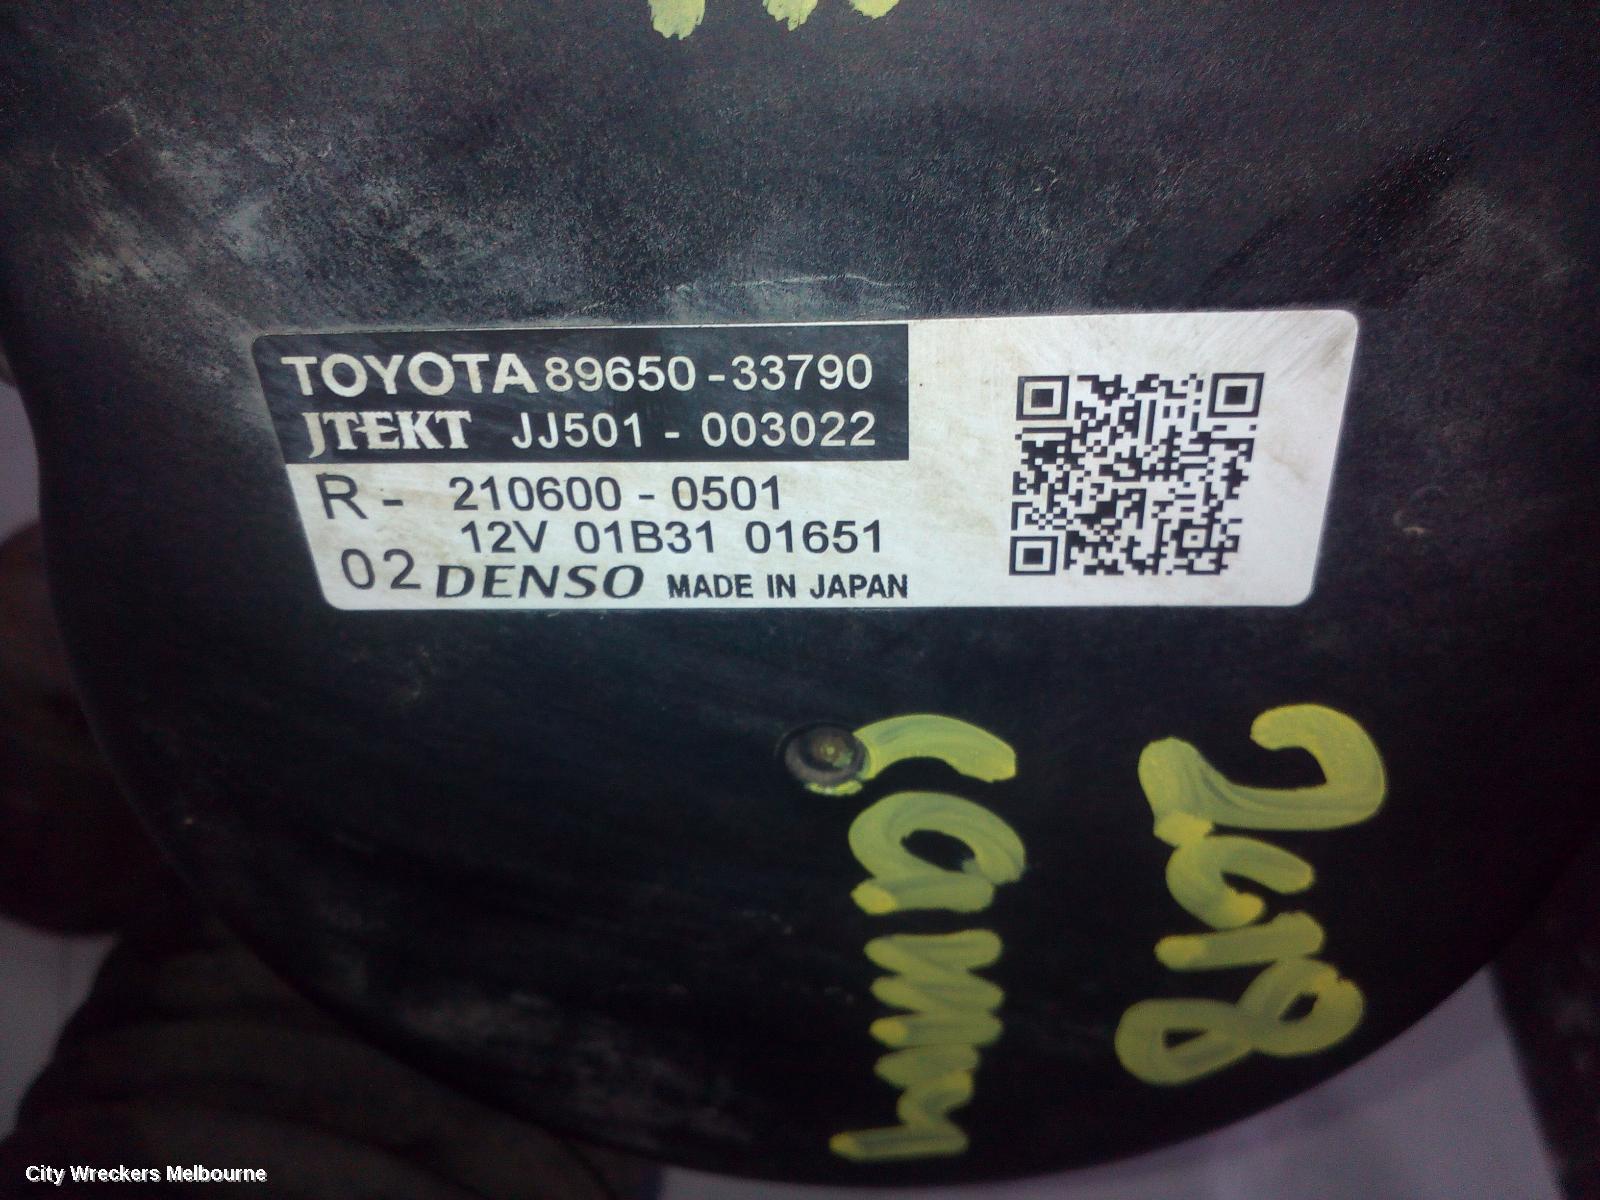 TOYOTA 89650-33790
JTEKT JJ501-003022
R- 210600-0501
12V 01B31 01651
02 DENSO MADE IN JAPAN
2018
City Wreckers Melbourne